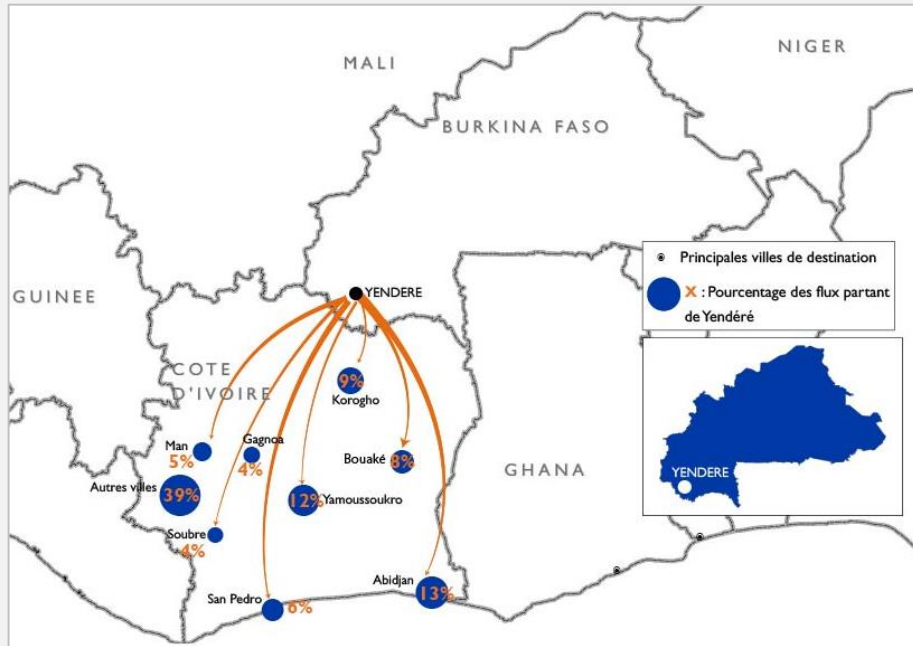 NIGER
MALI
BURKINA FASO
Principales villes de destination
X : Pourcentage des flux partant
de Yendéré
GUINEE
YENDERE
COTE
D'IVOIRE
9%
Korogho
Man
5%
Gagnoa
4%
Bouaké
8%
GHANA
YENDERE
Autres villes
39%
12%
Yamoussoukro
Soubre
4%
Abidjan
13%
San Pedro
6%